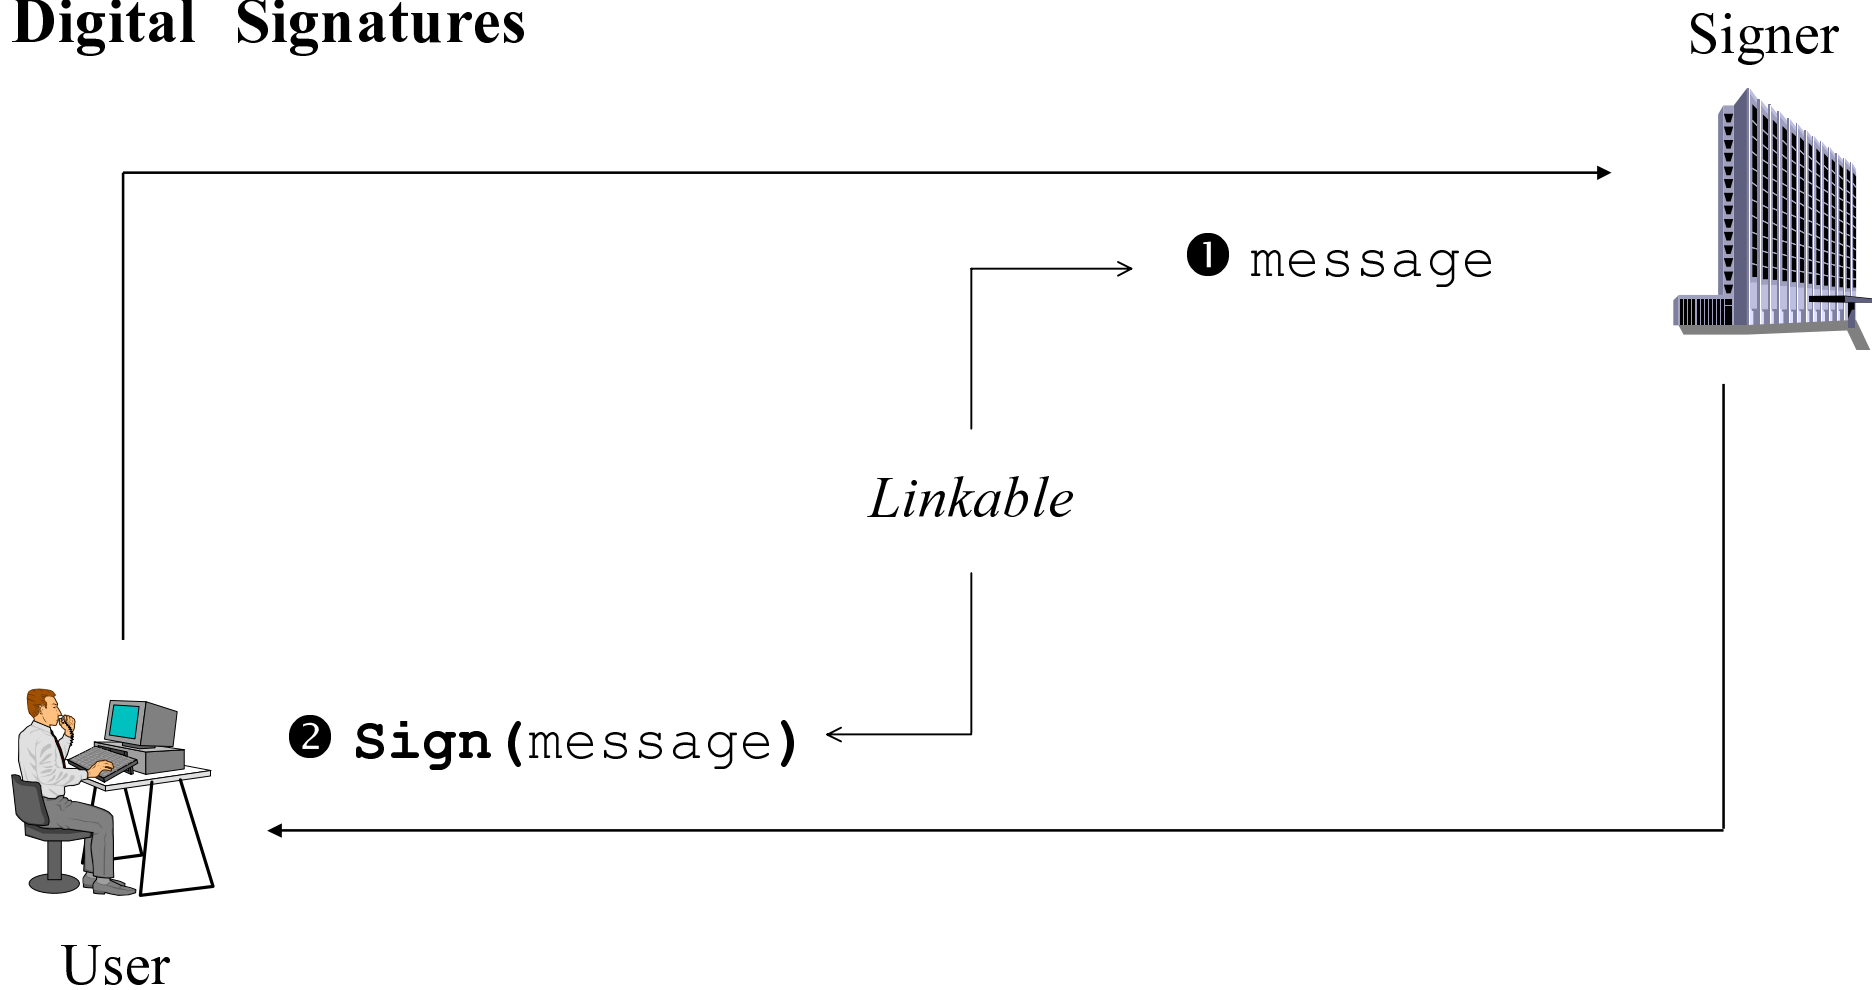 Digital Signatures
Signer
❶ message
Linkable
❷ Sign(message)
User